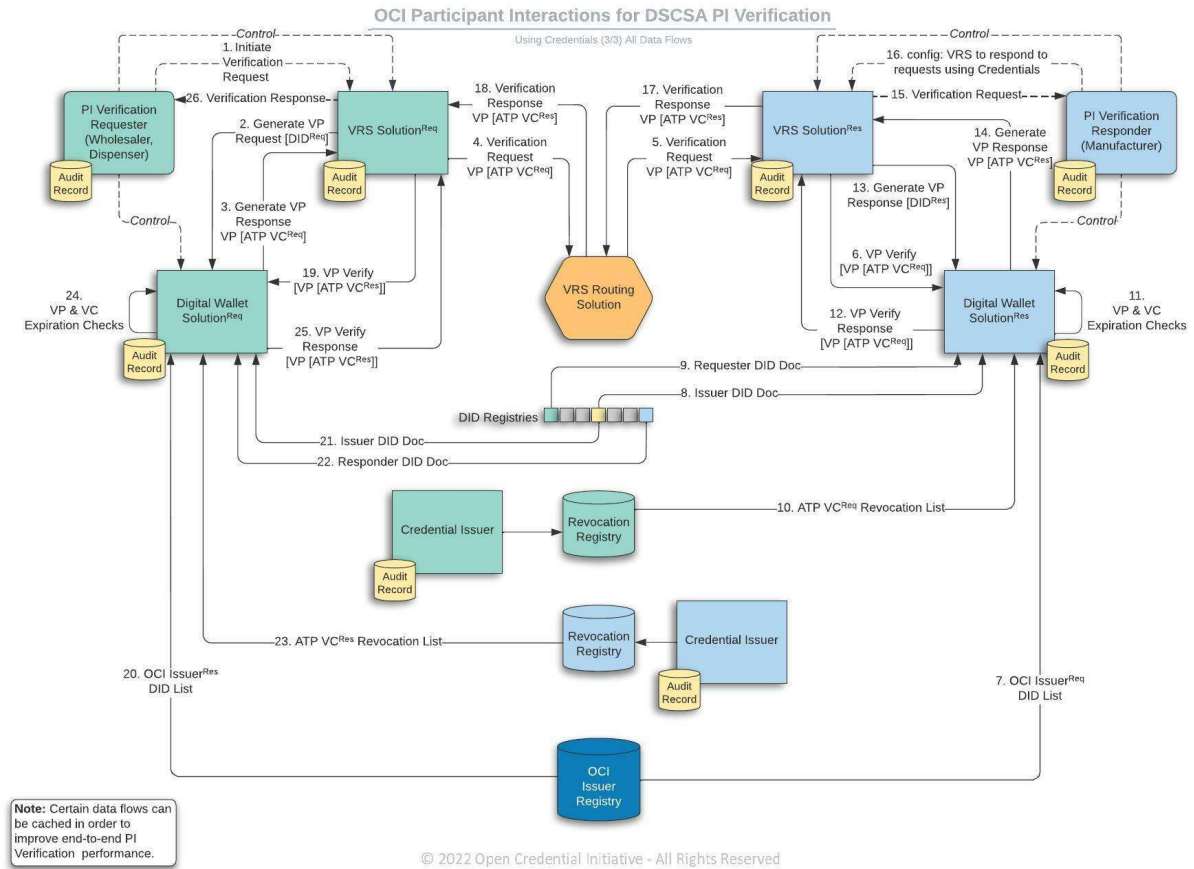 OCI Participant Interactions for DSCSA PI Verification
Using Credentials (3/3) All Data Flows
Control
1. Initiate
Verification
Request
26. Verification Response
PI Verification
Requester
(Wholesaler,
Dispenser)
Audit
Record
2. Generate VP
Request [DID^Req]
VRS Solution^Req
Audit
Record
18. Verification
Response
VP [ATP VC^Res]
4. Verification
Request
VP [ATP VC^Req]
17. Verification
Response
VP [ATP VC^Res]
5. Verification
Request
VP [ATP VC^Req]
Control
16. config: VRS to respond to
requests using Credentials
15. Verification Request
VRS Solution^Res
Audit
Record
14. Generate
VP Response
VP [ATP VC^Res]
PI Verification
Responder
(Manufacturer)
Audit
Record
Control
3. Generate VP
Response
VP [ATP VC^Req]
13. Generate VP
Response [DID^Res]
Control
19. VP Verify
[VP [ATP VC^Res]]
VRS Routing
Solution
6. VP Verify
[VP [ATP VC^Req]]
24.
VP & VC
Expiration Checks
Digital Wallet
Solution^Req
Audit
Record
25. VP Verify
Response
[VP [ATP VC^Res]]
12. VP Verify
Response
[VP [ATP VC^Req]]
Digital Wallet
Solution^Res
Audit
Record
11.
VP & VC
Expiration Checks
9. Requester DID Doc
8. Issuer DID Doc
DID Registries
21. Issuer DID Doc
22. Responder DID Doc
Credential Issuer
Audit
Record
Revocation
Registry
10. ATP VC^Req Revocation List
23. ATP VC^Res Revocation List
Revocation
Registry
Credential Issuer
Audit
Record
20. OCI Issuer^Res
DID List
7. OCI Issuer^Req
DID List
OCI
Issuer
Registry
Note: Certain data flows can
be cached in order to
improve end-to-end PI
Verification performance.
© 2022 Open Credential Initiative - All Rights Reserved